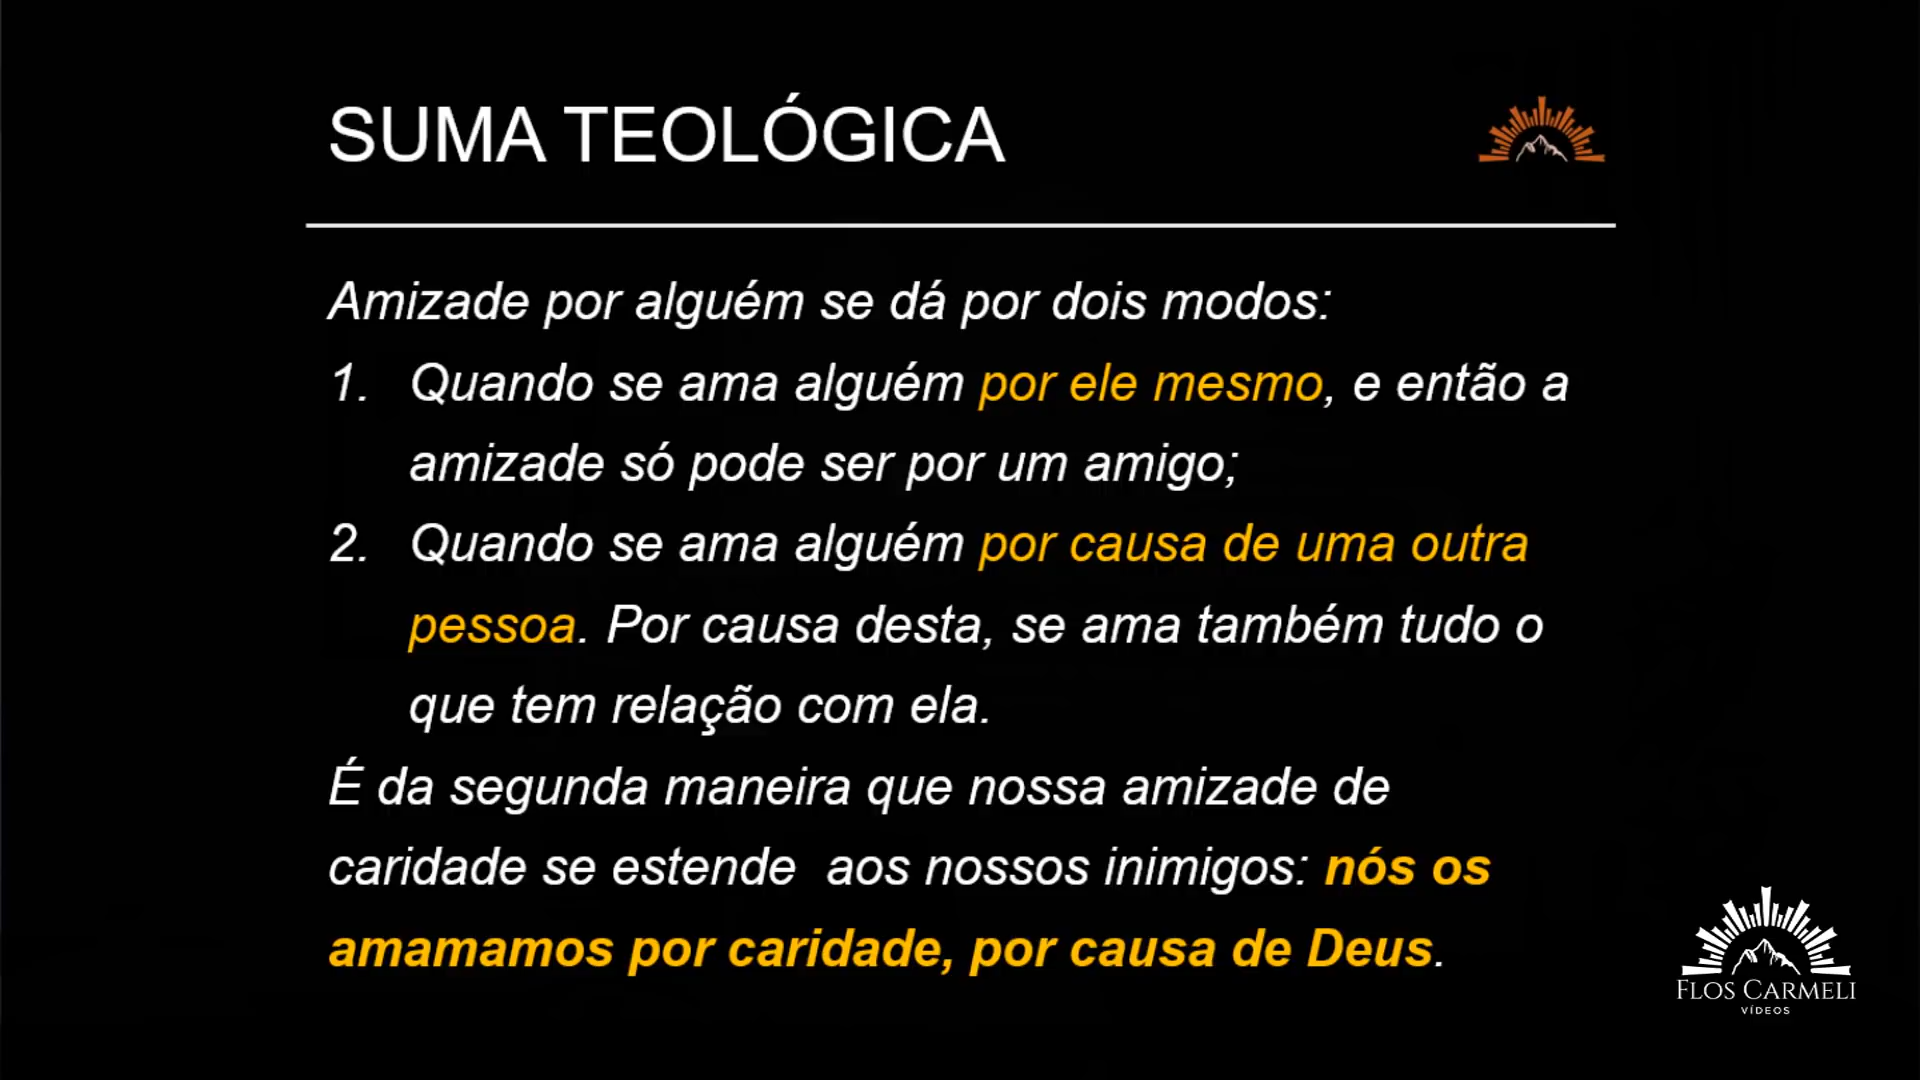 SUMA TEOLÓGICA
Amizade por alguém se dá por dois modos:
1. Quando se ama alguém por ele mesmo, e então a
amizade só pode ser por um amigo;
2. Quando se ama alguém por causa de uma outra
pessoa. Por causa desta, se ama também tudo o
que tem relação com ela.
É da segunda maneira que nossa amizade de
caridade se estende  aos nossos inimigos: nós os
amamamos por caridade, por causa de Deus.
FLOS CARMELI
VÍDEOS